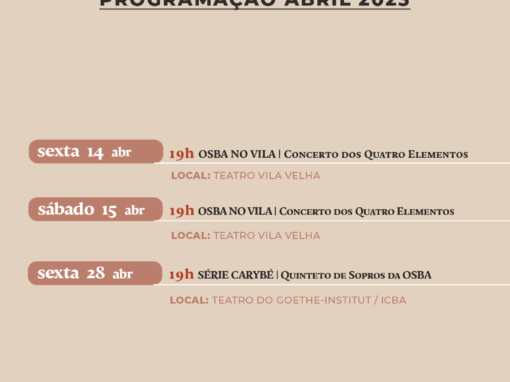 PROGRAMAÇÃO ABRIL 2023
sexta 14 abr
19h OSBA NO VILA | Concerto dos Quatro Elementos
LOCAL: TEATRO VILA VELHA
sábado 15 abr
19h OSBA NO VILA | Concerto dos Quatro Elementos
LOCAL: TEATRO VILA VELHA
sexta 28 abr
19h SÉRIE CARYBÉ | Quinteto de Sopros da OSBA
LOCAL: TEATRO DO GOETHE-INSTITUT / ICBA